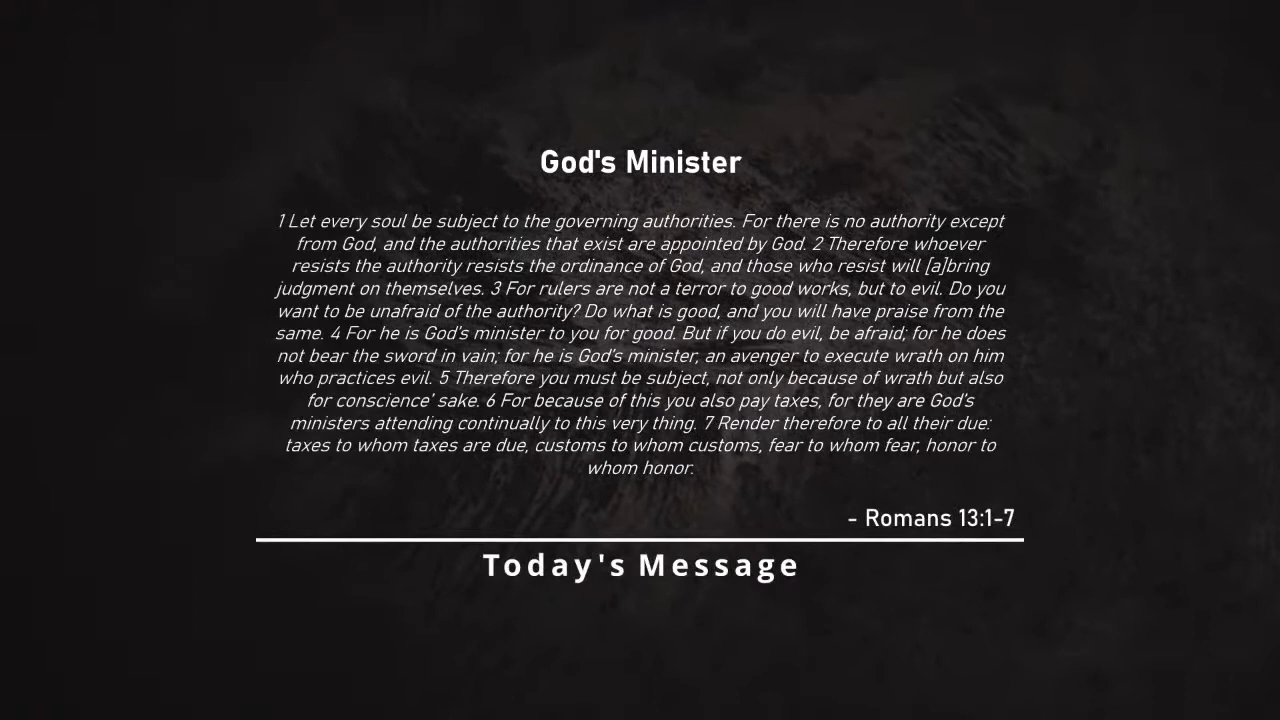 God's Minister
1 Let every soul be subject to the governing authorities. For there is no authority except
from God, and the authorities that exist are appointed by God. 2 Therefore whoever
resists the authority resists the ordinance of God, and those who resist will [a]bring
judgment on themselves. 3 For rulers are not a terror to good works, but to evil. Do you
want to be unafraid of the authority? Do what is good, and you will have praise from the
same. 4 For he is God's minister to you for good. But if you do evil, be afraid; for he does
not bear the sword in vain; for he is God's minister, an avenger to execute wrath on him
who practices evil. 5 Therefore you must be subject, not only because of wrath but also
for conscience' sake. 6 For because of this you also pay taxes, for they are God's
ministers attending continually to this very thing. 7 Render therefore to all their due:
taxes to whom taxes are due, customs to whom customs, fear to whom fear, honor to
whom honor.
- Romans 13:1-7
Today's Message